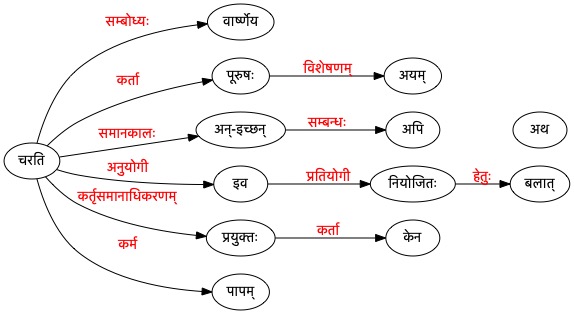 सम्बोध्यः
वार्ष्णेय
कर्ता
पूरुषः
विशेषणम्
अयम्
समानकालः
अन्-इच्छन्
सम्बन्धः
अपि
अथ
चरति
अनुयोगी
इव
प्रतियोगी
नियोजितः
हेतुः
बलात्
कर्तृसमानाधिकरणम्
प्रयुक्तः
कर्ता
केन
कर्म
पापम्